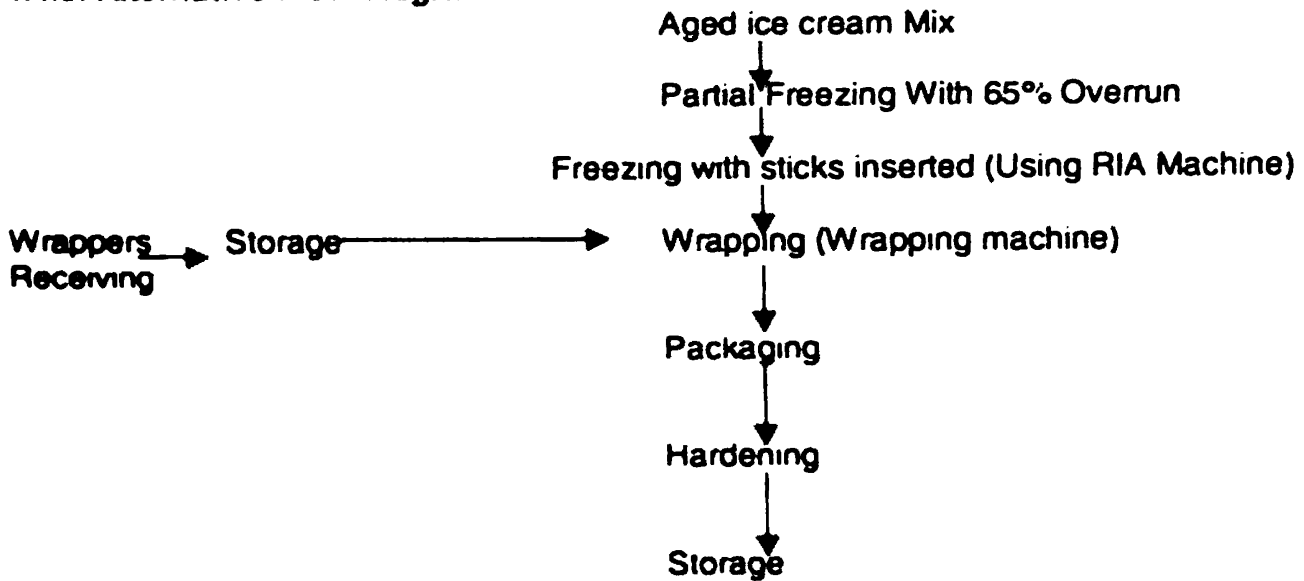 Aged ice cream Mix
Partial Freezing With 65% Overrun
Freezing with sticks inserted (Using RIA Machine)
Wrappers Storage Wrapping (Wrapping machine)
Receiving
Packaging
Hardening
Storage